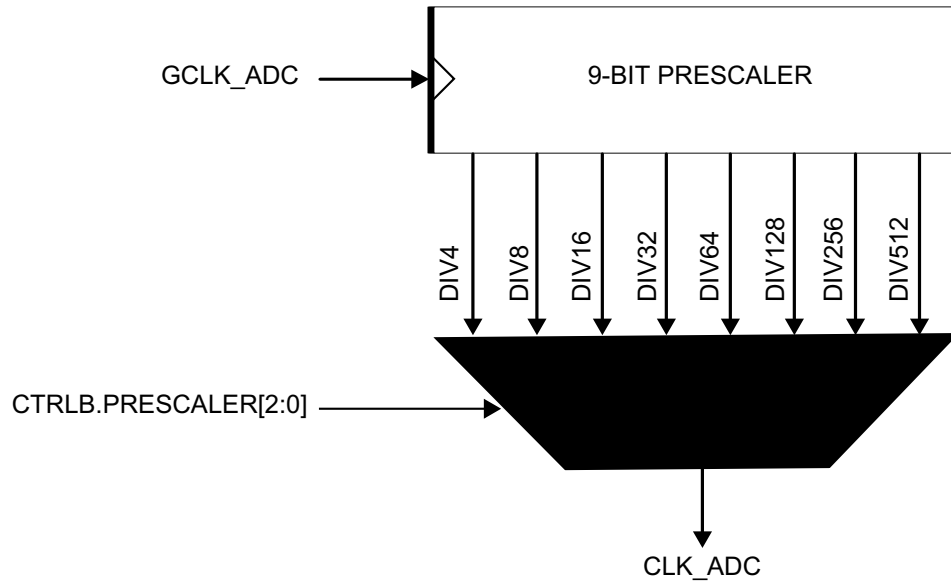 GCLK_ADC
9-BIT PRESCALER
DIV4
DIV8
DIV16
DIV32
DIV64
DIV128
DIV256
DIV512
CTRLB.PRESCALER[2:0]
CLK_ADC